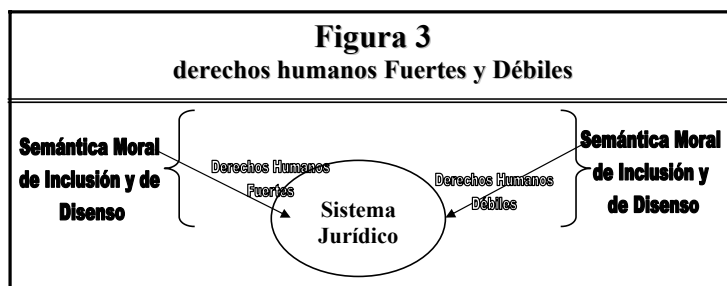 Figura 3
derechos humanos Fuertes y Débiles
Semántica Moral
de Inclusión y de
Disenso
Derechos Humanos
Fuertes
Sistema
Jurídico
Derechos Humanos
Débiles
Semántica Moral
de Inclusión y
de Disenso